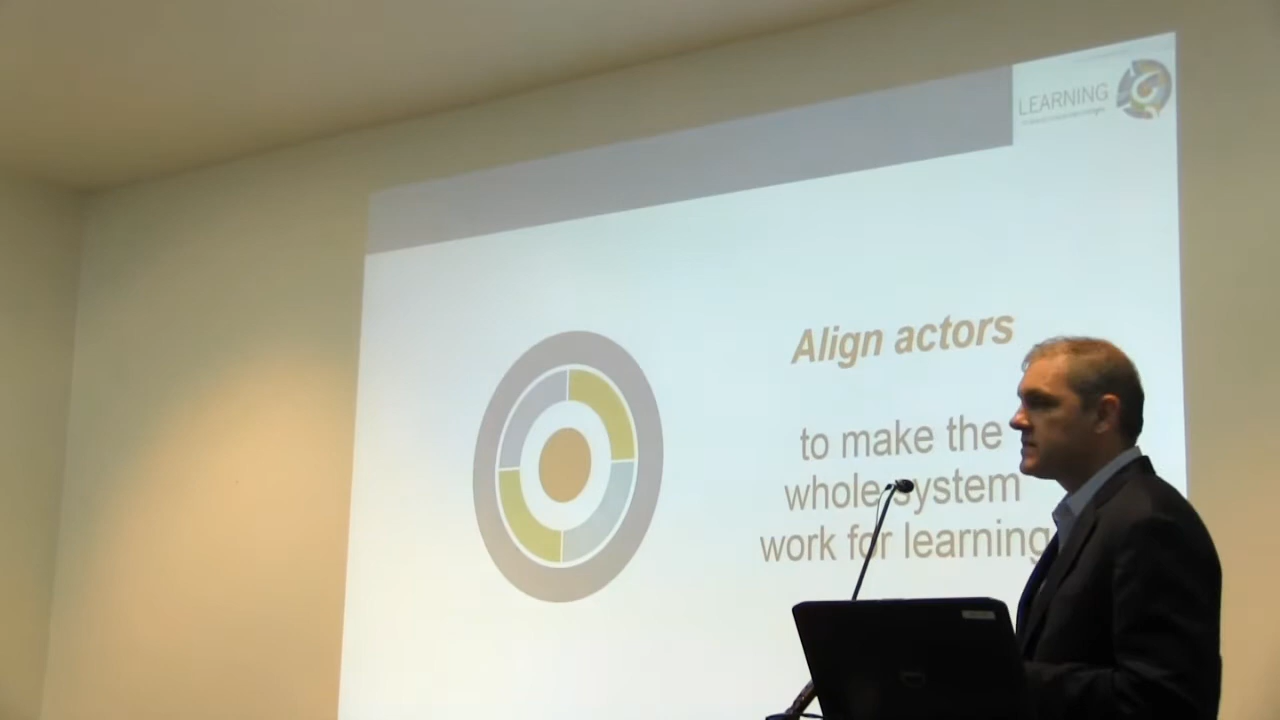 LEARNING
Align actors
to make the
whole system
work for learning